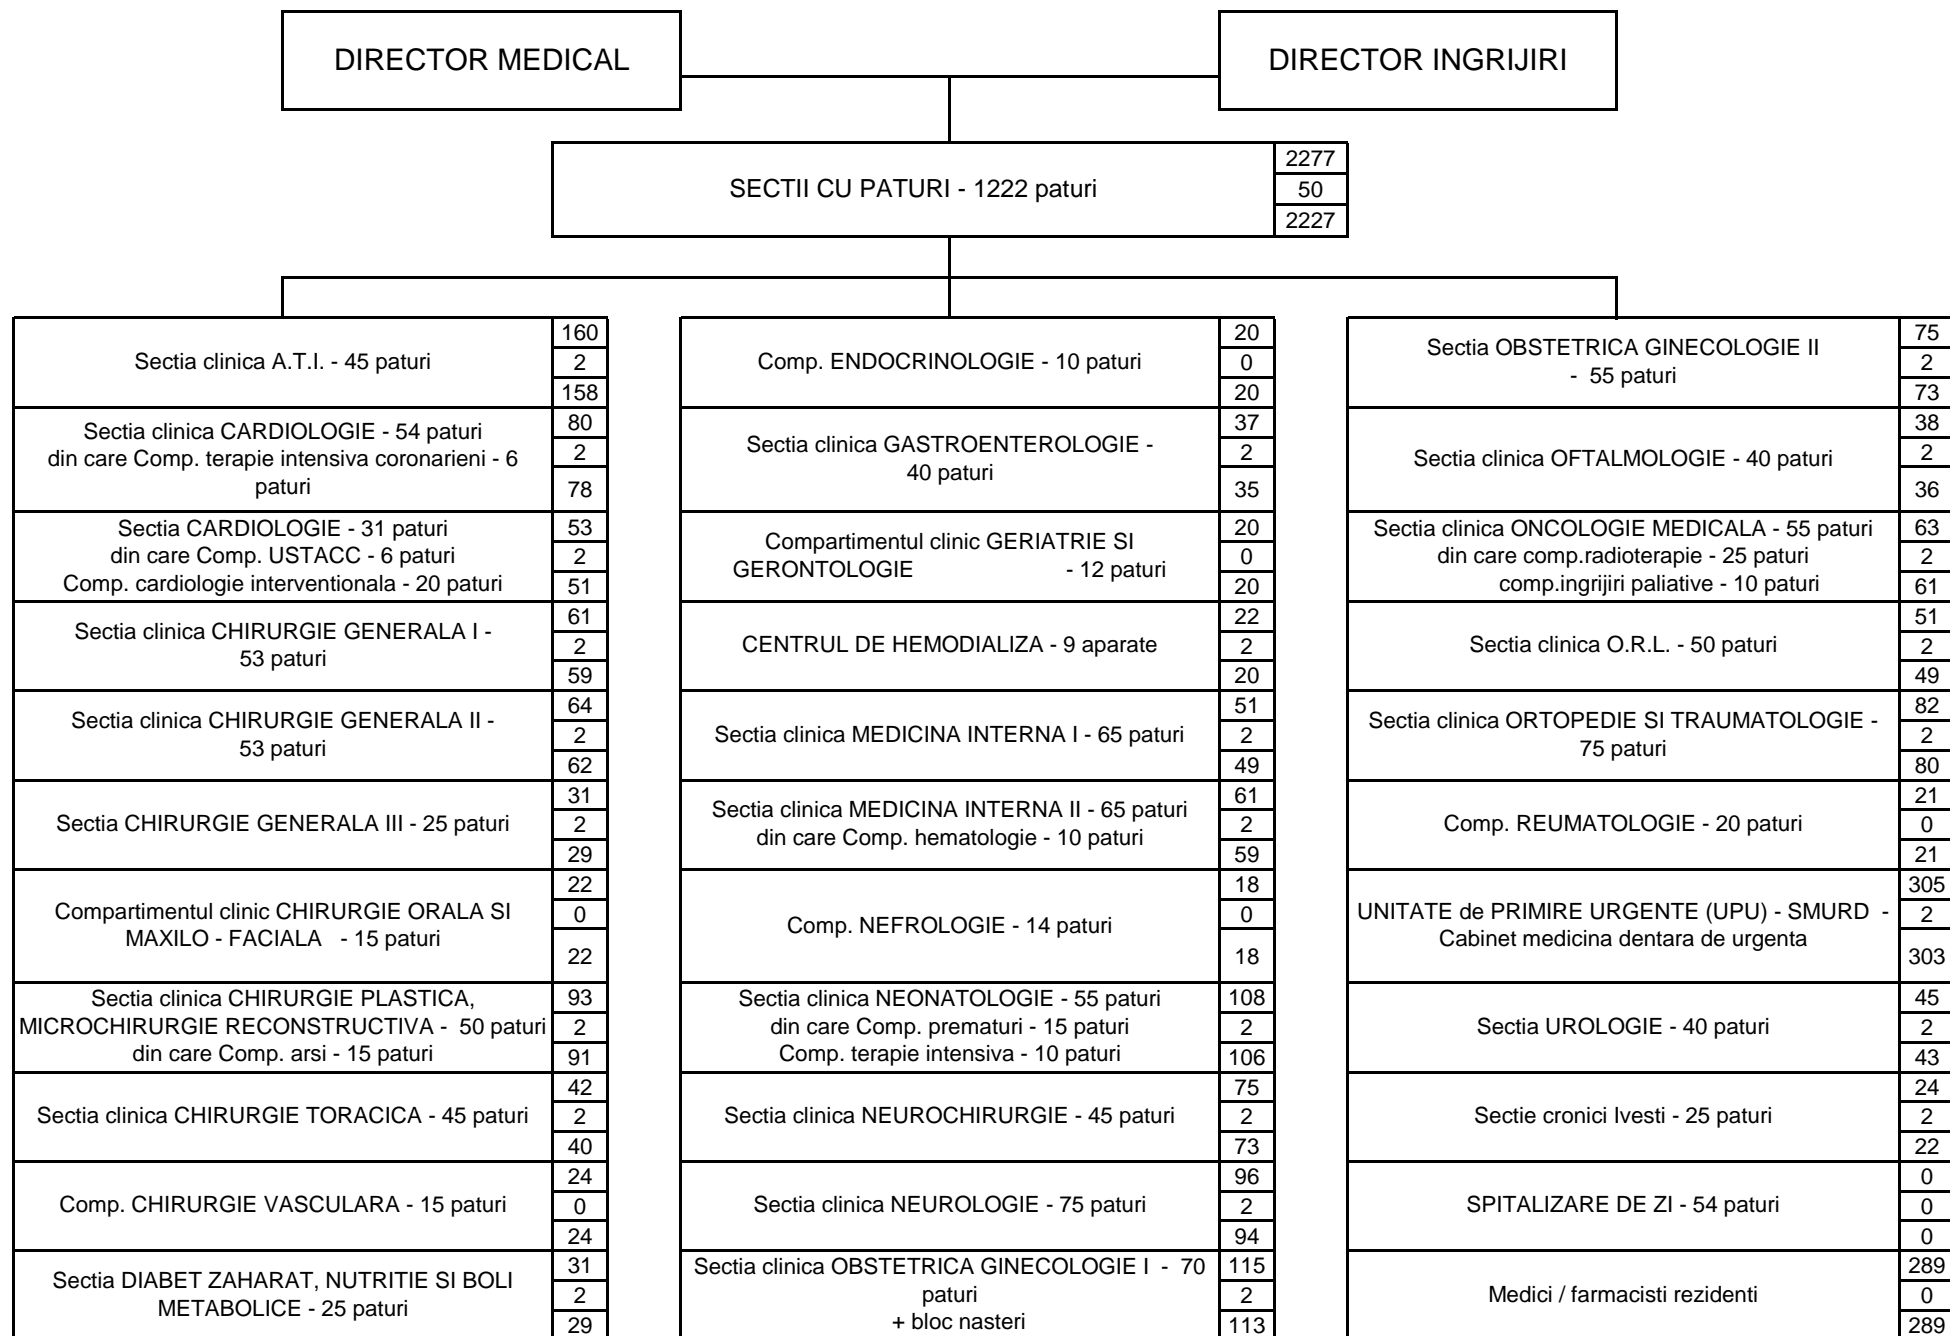 DIRECTOR MEDICAL
DIRECTOR INGRIJIRI
SECTII CU PATURI - 1222 paturi
2277
50
2227
Sectia clinica A.T.I. - 45 paturi
160
2
158
Sectia clinica CARDIOLOGIE - 54 paturi
din care Comp. terapie intensiva coronarieni - 6
paturi
80
2
78
Sectia CARDIOLOGIE - 31 paturi
din care Comp. USTACC - 6 paturi
Comp. cardiologie interventionala - 20 paturi
53
2
51
Sectia clinica CHIRURGIE GENERALA I -
53 paturi
61
2
59
Sectia clinica CHIRURGIE GENERALA II -
53 paturi
64
2
62
Sectia CHIRURGIE GENERALA III - 25 paturi
31
2
29
Compartimentul clinic CHIRURGIE ORALA SI
MAXILO - FACIALA - 15 paturi
22
0
22
Sectia clinica CHIRURGIE PLASTICA,
MICROCHIRURGIE RECONSTRUCTIVA - 50 paturi
din care Comp. arsi - 15 paturi
93
2
91
Sectia clinica CHIRURGIE TORACICA - 45 paturi
42
2
40
Comp. CHIRURGIE VASCULARA - 15 paturi
24
0
24
Sectia DIABET ZAHARAT, NUTRITIE SI BOLI
METABOLICE - 25 paturi
31
2
29
Comp. ENDOCRINOLOGIE - 10 paturi
20
0
20
Sectia clinica GASTROENTEROLOGIE -
40 paturi
37
2
35
Compartimentul clinic GERIATRIE SI
GERONTOLOGIE - 12 paturi
20
0
20
CENTRUL DE HEMODIALIZA - 9 aparate
22
2
20
Sectia clinica MEDICINA INTERNA I - 65 paturi
51
2
49
Sectia clinica MEDICINA INTERNA II - 65 paturi
din care Comp. hematologie - 10 paturi
61
2
59
Comp. NEFROLOGIE - 14 paturi
18
0
18
Sectia clinica NEONATOLOGIE - 55 paturi
din care Comp. prematuri - 15 paturi
Comp. terapie intensiva - 10 paturi
108
2
106
Sectia clinica NEUROCHIRURGIE - 45 paturi
75
2
73
Sectia clinica NEUROLOGIE - 75 paturi
96
2
94
Sectia clinica OBSTETRICA GINECOLOGIE I - 70
paturi
+ bloc nasteri
115
2
113
Sectia OBSTETRICA GINECOLOGIE II
- 55 paturi
75
2
73
Sectia clinica OFTALMOLOGIE - 40 paturi
38
2
36
Sectia clinica ONCOLOGIE MEDICALA - 55 paturi
din care comp.radioterapie - 25 paturi
comp.ingrijiri paliative - 10 paturi
63
2
61
Sectia clinica O.R.L. - 50 paturi
51
2
49
Sectia clinica ORTOPEDIE SI TRAUMATOLOGIE -
75 paturi
82
2
80
Comp. REUMATOLOGIE - 20 paturi
21
0
21
UNITATE de PRIMIRE URGENTE (UPU) - SMURD -
Cabinet medicina dentara de urgenta
305
2
303
Sectia UROLOGIE - 40 paturi
45
2
43
Sectie cronici Ivesti - 25 paturi
24
2
22
SPITALIZARE DE ZI - 54 paturi
0
0
0
Medici / farmacisti rezidenti
289
0
289